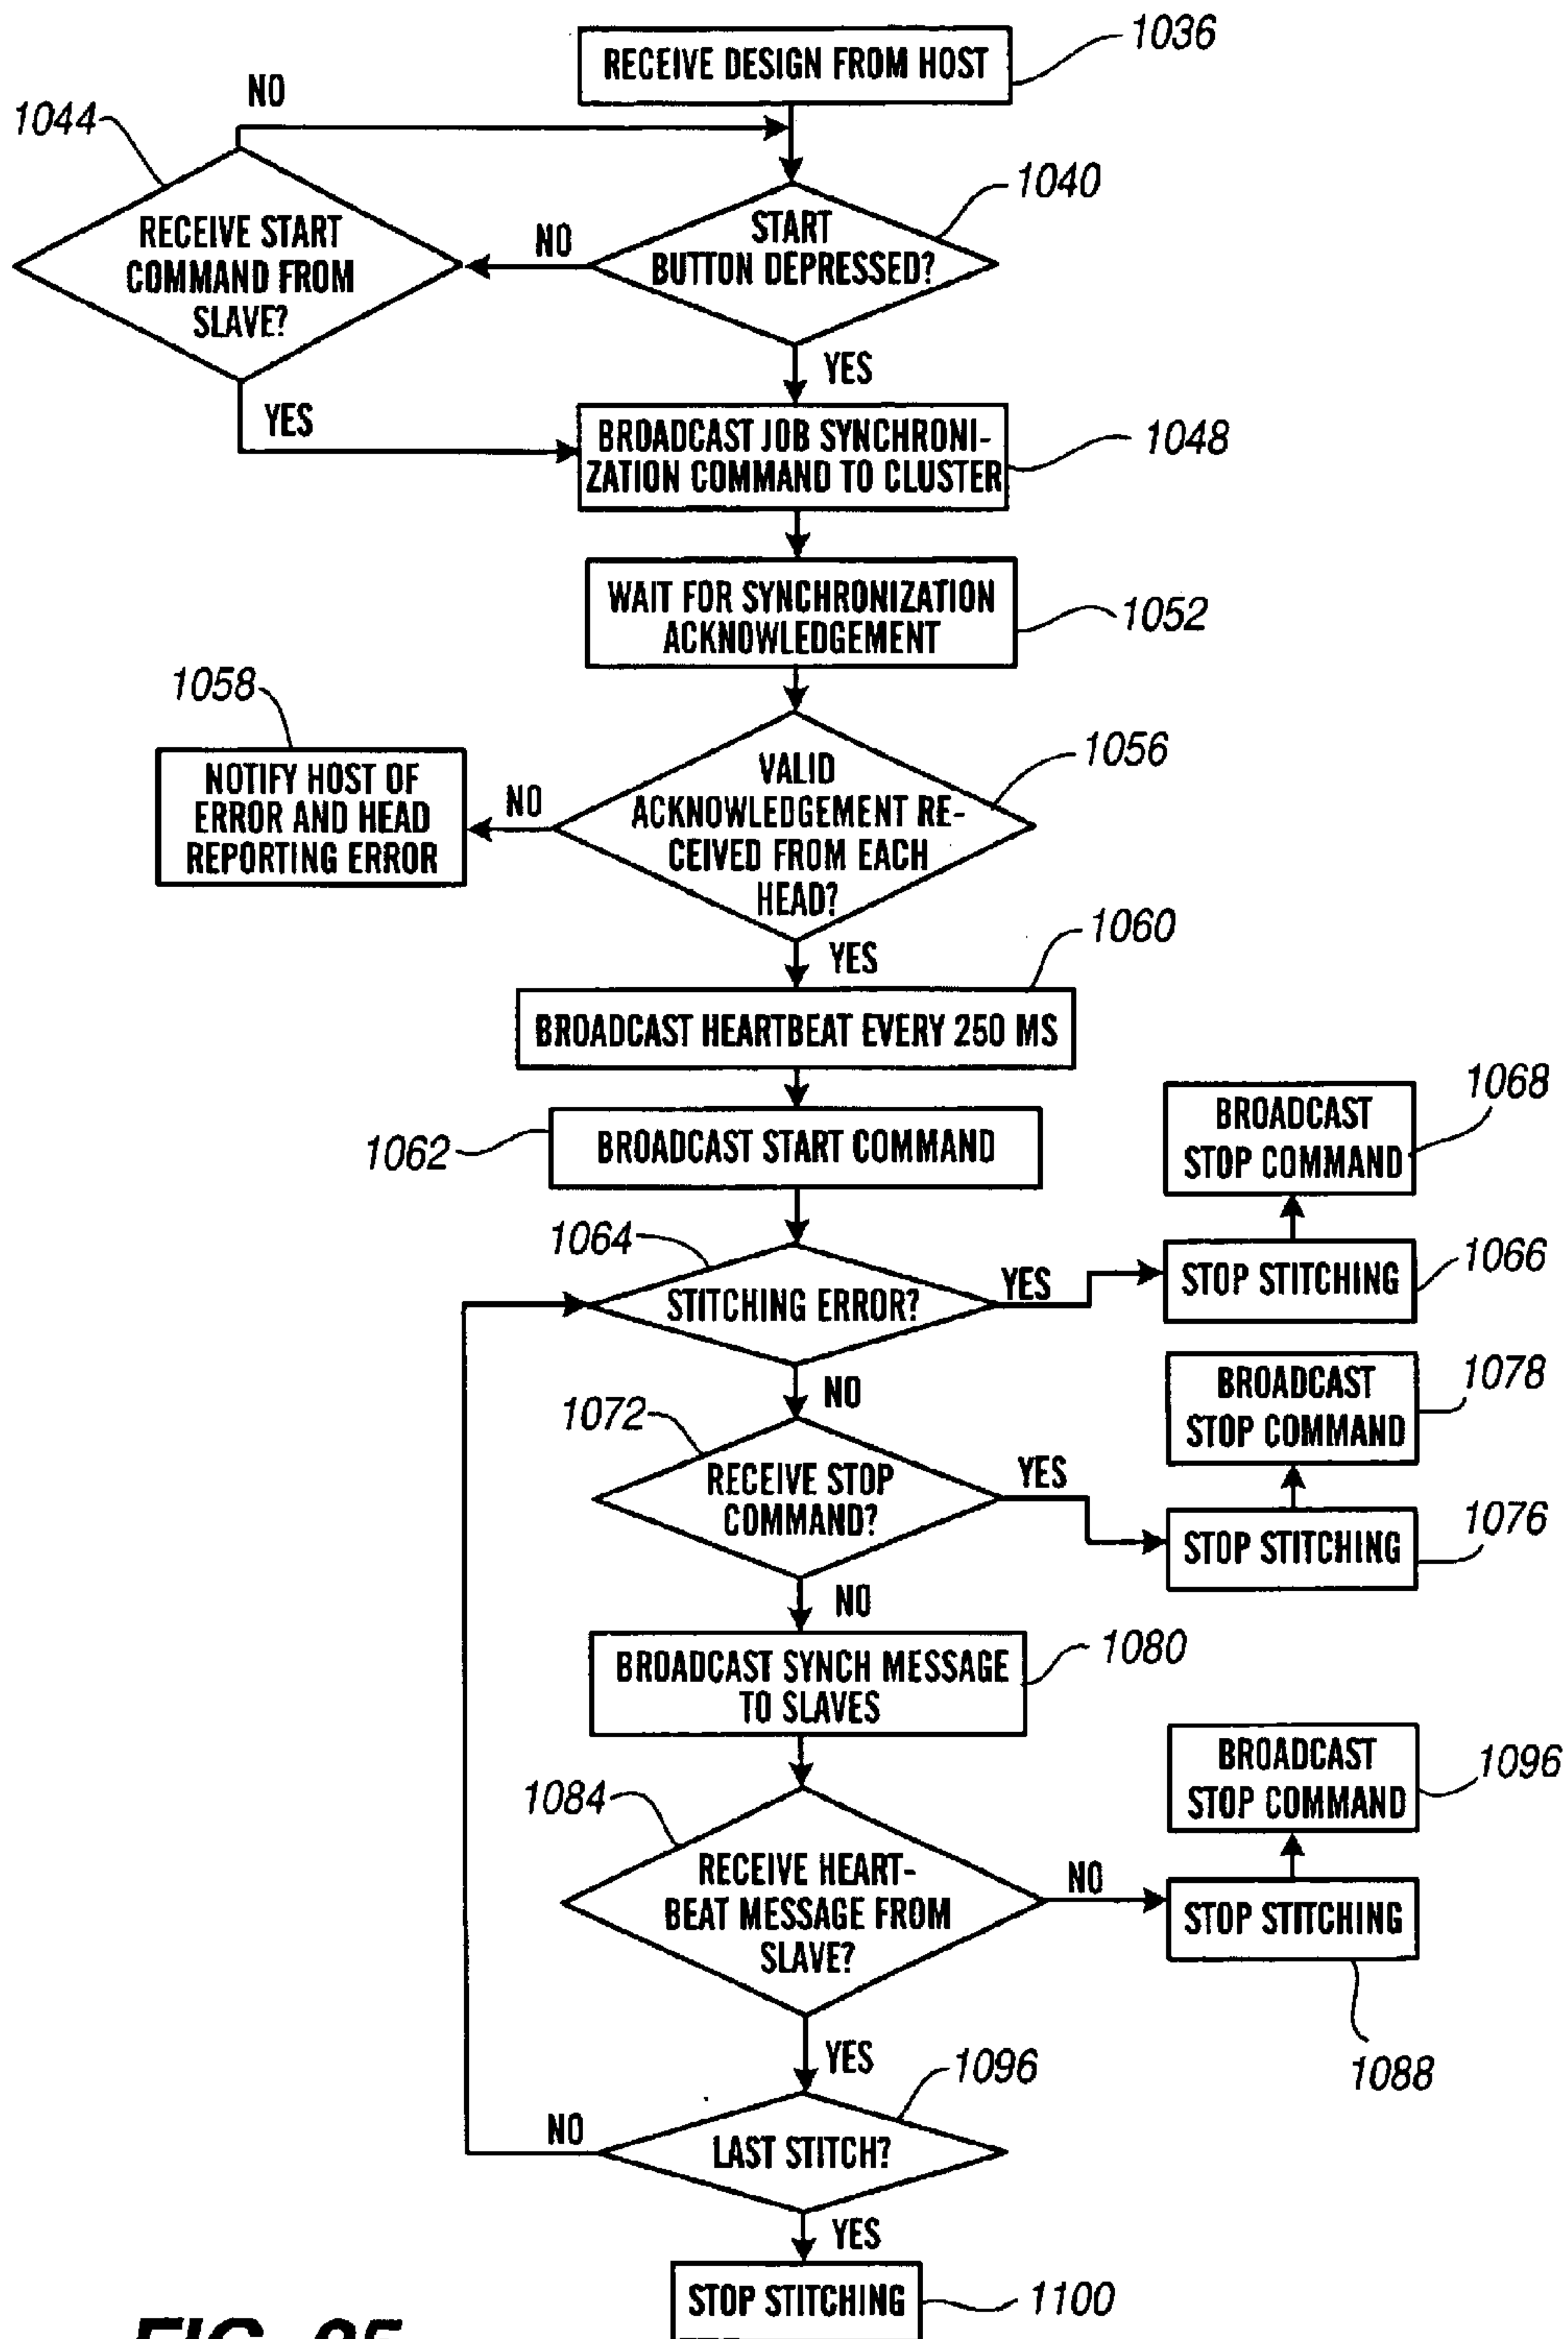 1036
RECEIVE DESIGN FROM HOST
NO
1044
1040
START
BUTTON DEPRESSED?
NO
RECEIVE START
COMMAND FROM
SLAVE?
YES
YES
BROADCAST JOB SYNCHRONI-
ZATION COMMAND TO CLUSTER
1048
WAIT FOR SYNCHRONIZATION
ACKNOWLEDGEMENT
1052
1058
NOTIFY HOST OF
ERROR AND HEAD
REPORTING ERROR
NO
VALID
ACKNOWLEDGEMENT RE-
CEIVED FROM EACH
HEAD?
1056
YES
1060
BROADCAST HEARTBEAT EVERY 250 MS
1062
BROADCAST START COMMAND
1068
BROADCAST
STOP COMMAND
1064
STITCHING ERROR?
YES
STOP STITCHING
1066
NO
1078
BROADCAST
STOP COMMAND
1072
RECEIVE STOP
COMMAND?
YES
STOP STITCHING
1076
NO
BROADCAST SYNCH MESSAGE
TO SLAVES
1080
BROADCAST
STOP COMMAND
1096
1084
RECEIVE HEART-
BEAT MESSAGE FROM
SLAVE?
NO
STOP STITCHING
1088
YES
1096
LAST STITCH?
NO
YES
STOP STITCHING
1100